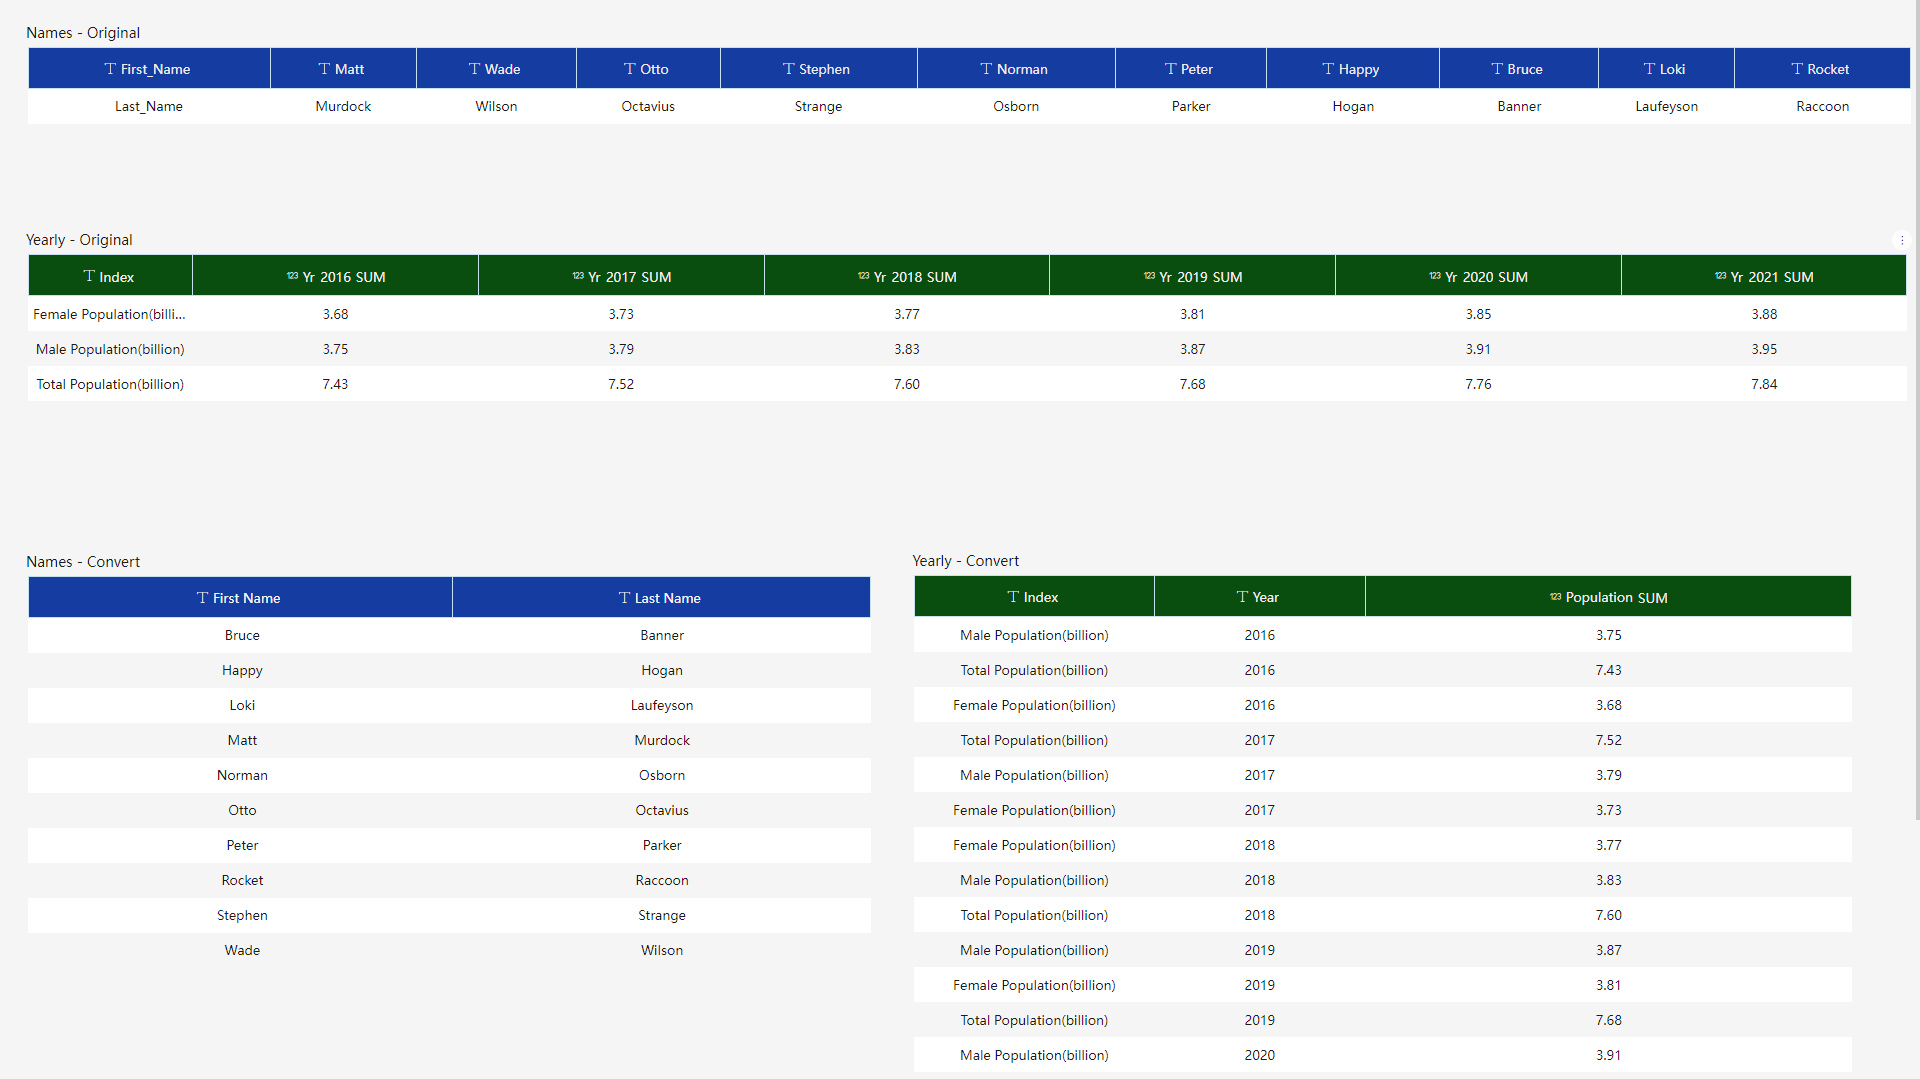 Names - Original
First_Name Matt Wade Otto Stephen Norman Peter Happy Bruce Loki Rocket
Last_Name Murdock Wilson Octavius Strange Osborn Parker Hogan Banner Laufeyson Raccoon
Yearly - Original
Index 123 Yr 2016 SUM 123 Yr 2017 SUM 123 Yr 2018 SUM 123 Yr 2019 SUM 123 Yr 2020 SUM 123 Yr 2021 SUM
Female Population(billi... 3.68 3.73 3.77 3.81 3.85 3.88
Male Population(billion) 3.75 3.79 3.83 3.87 3.91 3.95
Total Population(billion) 7.43 7.52 7.60 7.68 7.76 7.84
Names - Convert
First Name Last Name
Bruce Banner
Happy Hogan
Loki Laufeyson
Matt Murdock
Norman Osborn
Otto Octavius
Peter Parker
Rocket Raccoon
Stephen Strange
Wade Wilson
Yearly - Convert
Index Year 123 Population SUM
Male Population(billion) 2016 3.75
Total Population(billion) 2016 7.43
Female Population(billion) 2016 3.68
Total Population(billion) 2017 7.52
Male Population(billion) 2017 3.79
Female Population(billion) 2017 3.73
Female Population(billion) 2018 3.77
Male Population(billion) 2018 3.83
Total Population(billion) 2018 7.60
Male Population(billion) 2019 3.87
Female Population(billion) 2019 3.81
Total Population(billion) 2019 7.68
Male Population(billion) 2020 3.91